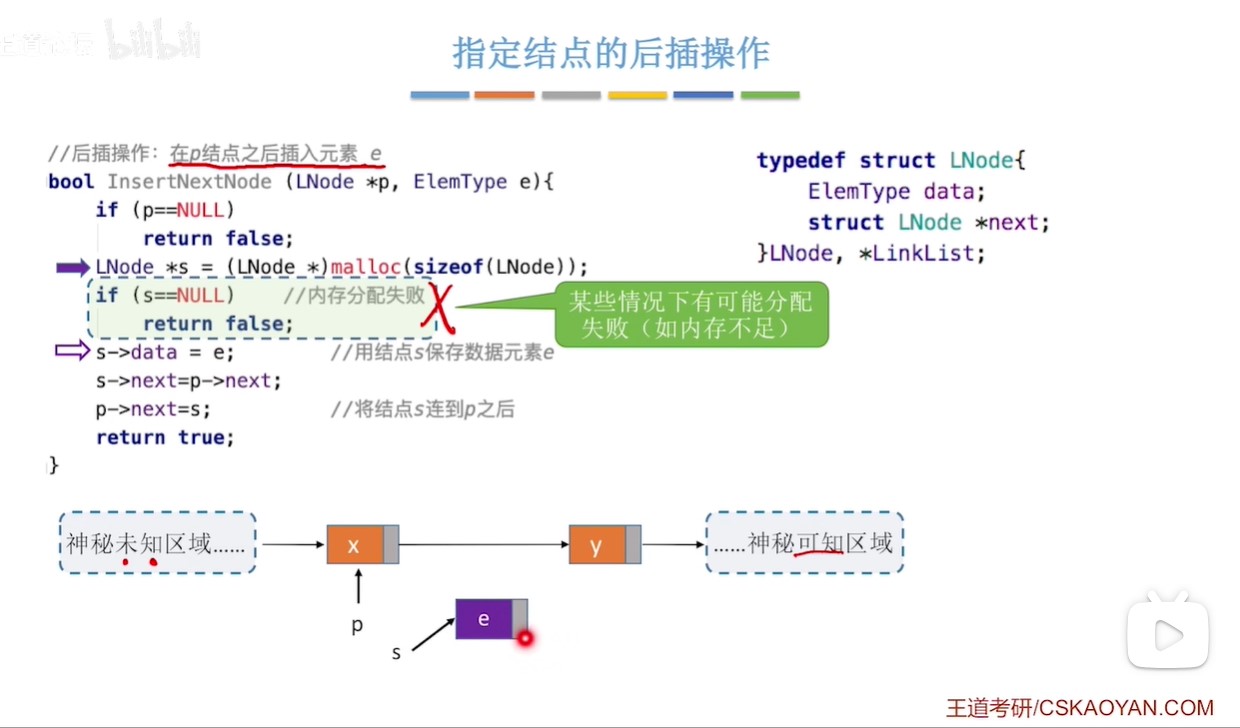 bilibili
指定结点的后插操作
//后插操作：在p结点之后插入元素 e
bool InsertNextNode (LNode *p, ElemType e){
if (p==NULL)
return false;
LNode *s = (LNode *)malloc(sizeof(LNode));
if (s==NULL) //内存分配失败
return false;
s->data = e; //用结点s保存数据元素e
s->next=p->next;
p->next=s; //将结点s连到p之后
return true;
}
typedef struct LNode{
ElemType data;
struct LNode *next;
}LNode, *LinkList;
某些情况下有可能分配
失败（如内存不足）
神秘未知区域……
x
y
……神秘可知区域
p
e
s
王道考研/CSKAOYAN.COM